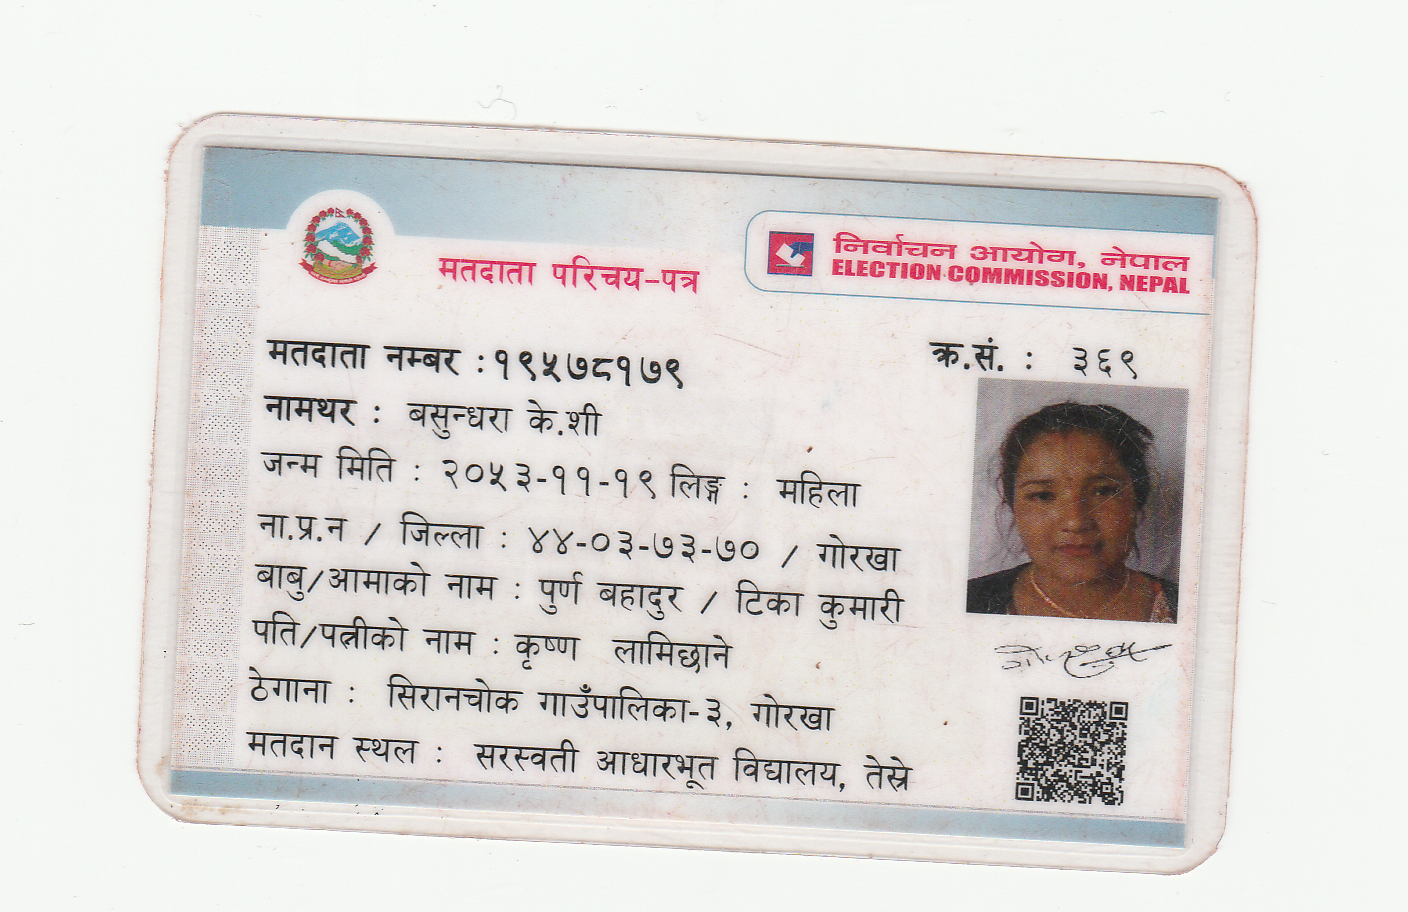 मतदाता परिचय-पत्र
निर्वाचन आयोग, नेपाल
ELECTION COMMISSION, NEPAL
मतदाता नम्बर : १९५७८१७९
क्र.सं. : ३६९
नामथर : बसुन्धरा के.शी
जन्म मिति : २०५३-११-१९ लिङ्ग : महिला
ना.प्र.न / जिल्ला : ४४-०३-७३-७० / गोरखा
बाबु/आमाको नाम : पुर्ण बहादुर / टिका कुमारी
पति/पत्नीको नाम : कृष्ण लामिछाने
ठेगाना : सिरानचोक गाउँपालिका-३, गोरखा
मतदान स्थल : सरस्वती आधारभूत विद्यालय, तेस्रे